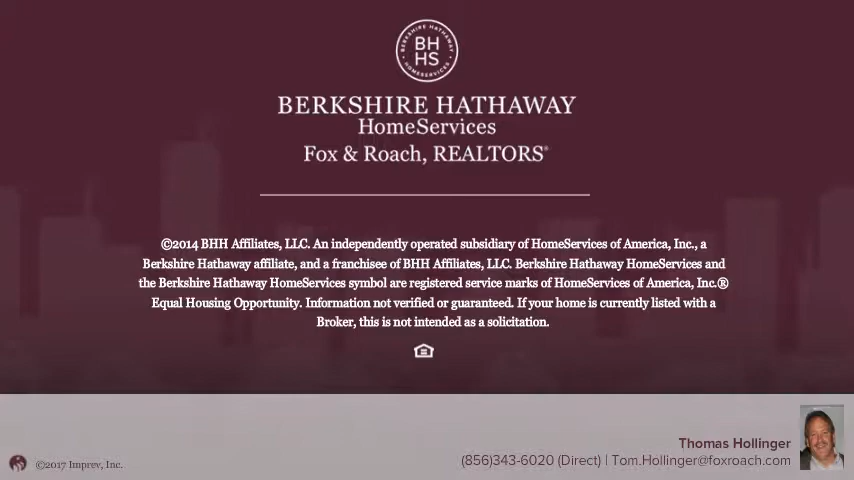 BERKSHIRE HATHAWAY HOMESERVICES
BH
HS
BERKSHIRE HATHAWAY
HomeServices
Fox & Roach, REALTORS®
©2014 BHH Affiliates, LLC. An independently operated subsidiary of HomeServices of America, Inc., a
Berkshire Hathaway affiliate, and a franchisee of BHH Affiliates, LLC. Berkshire Hathaway HomeServices and
the Berkshire Hathaway HomeServices symbol are registered service marks of HomeServices of America, Inc.®
Equal Housing Opportunity. Information not verified or guaranteed. If your home is currently listed with a
Broker, this is not intended as a solicitation.
Thomas Hollinger
(856)343-6020 (Direct) | Tom.Hollinger@foxroach.com
©2017 Imprev, Inc.